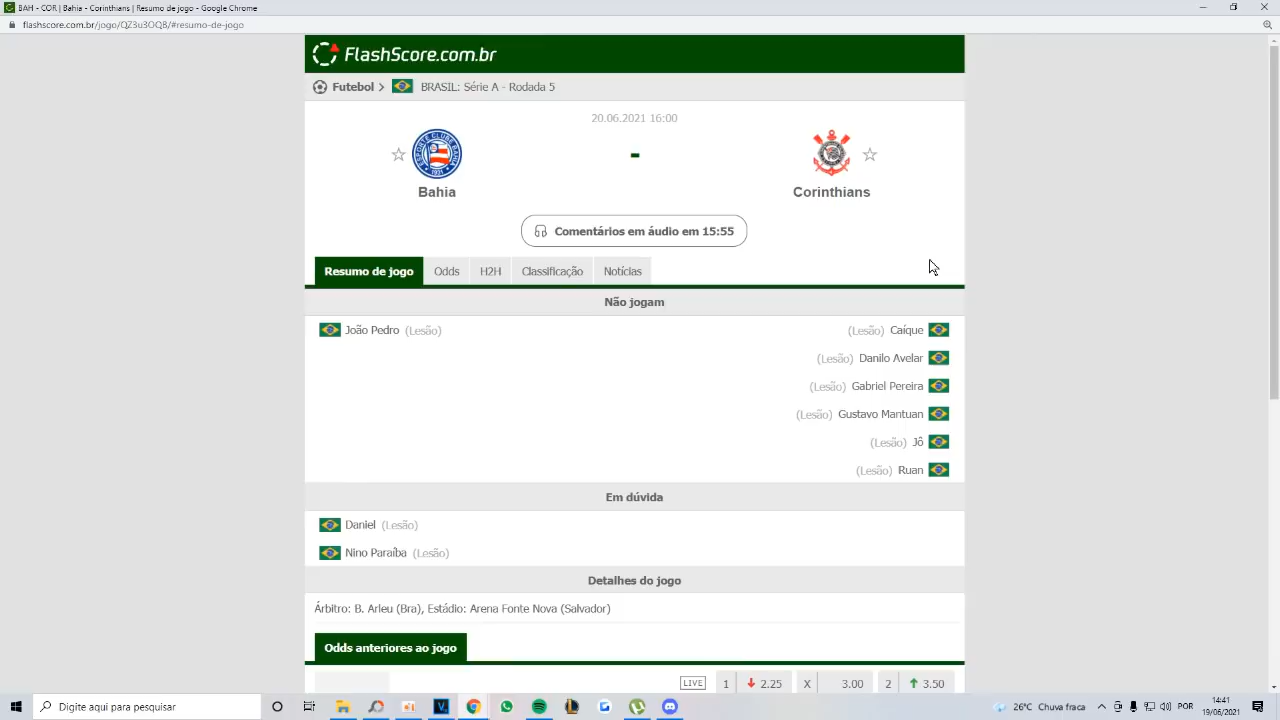 BAH - COR | Bahia - Corinthians | Resumo de jogo - Google Chrome
flashscore.com.br/jogo/QZ3u3OQB/#resumo-de-jogo
FlashScore.com.br
Futebol > BRASIL: Série A - Rodada 5
20.06.2021 16:00
-
Bahia Corinthians
Comentários em áudio em 15:55
Resumo de jogo Odds H2H Classificação Notícias
Não jogam
João Pedro (Lesão) (Lesão) Caíque
(Lesão) Danilo Avelar
(Lesão) Gabriel Pereira
(Lesão) Gustavo Mantuan
(Lesão) Jô
(Lesão) Ruan
Em dúvida
Daniel (Lesão)
Nino Paraíba (Lesão)
Detalhes do jogo
Árbitro: B. Arleu (Bra), Estádio: Arena Fonte Nova (Salvador)
Odds anteriores ao jogo
LIVE 1 2.25 X 3.00 2 3.50
Digite aqui para pesquisar 26°C Chuva fraca POR 14:41
19/06/2021